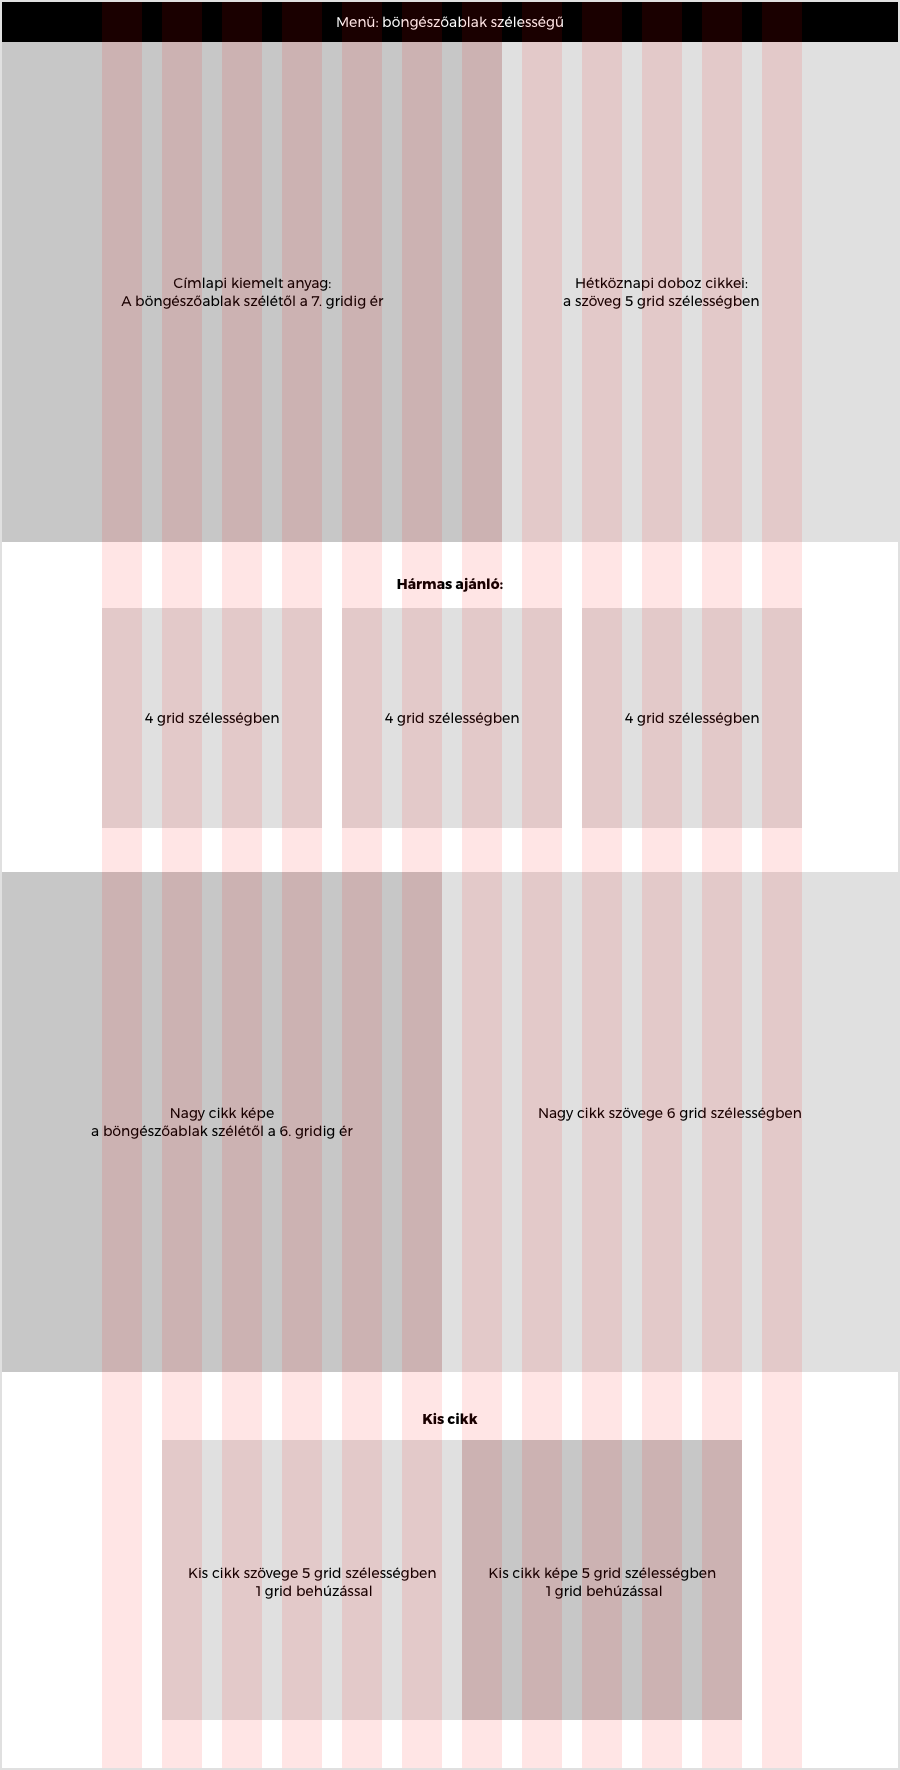 Menü: böngészőablak szélességű
Címlapi kiemelt anyag:
A böngészőablak szélétől a 7. gridig ér
Hétköznapi doboz cikkei:
a szöveg 5 grid szélességben
Hármas ajánló:
4 grid szélességben
4 grid szélességben
4 grid szélességben
Nagy cikk képe
a böngészőablak szélétől a 6. gridig ér
Nagy cikk szövege 6 grid szélességben
Kis cikk
Kis cikk szövege 5 grid szélességben
1 grid behúzással
Kis cikk képe 5 grid szélességben
1 grid behúzással